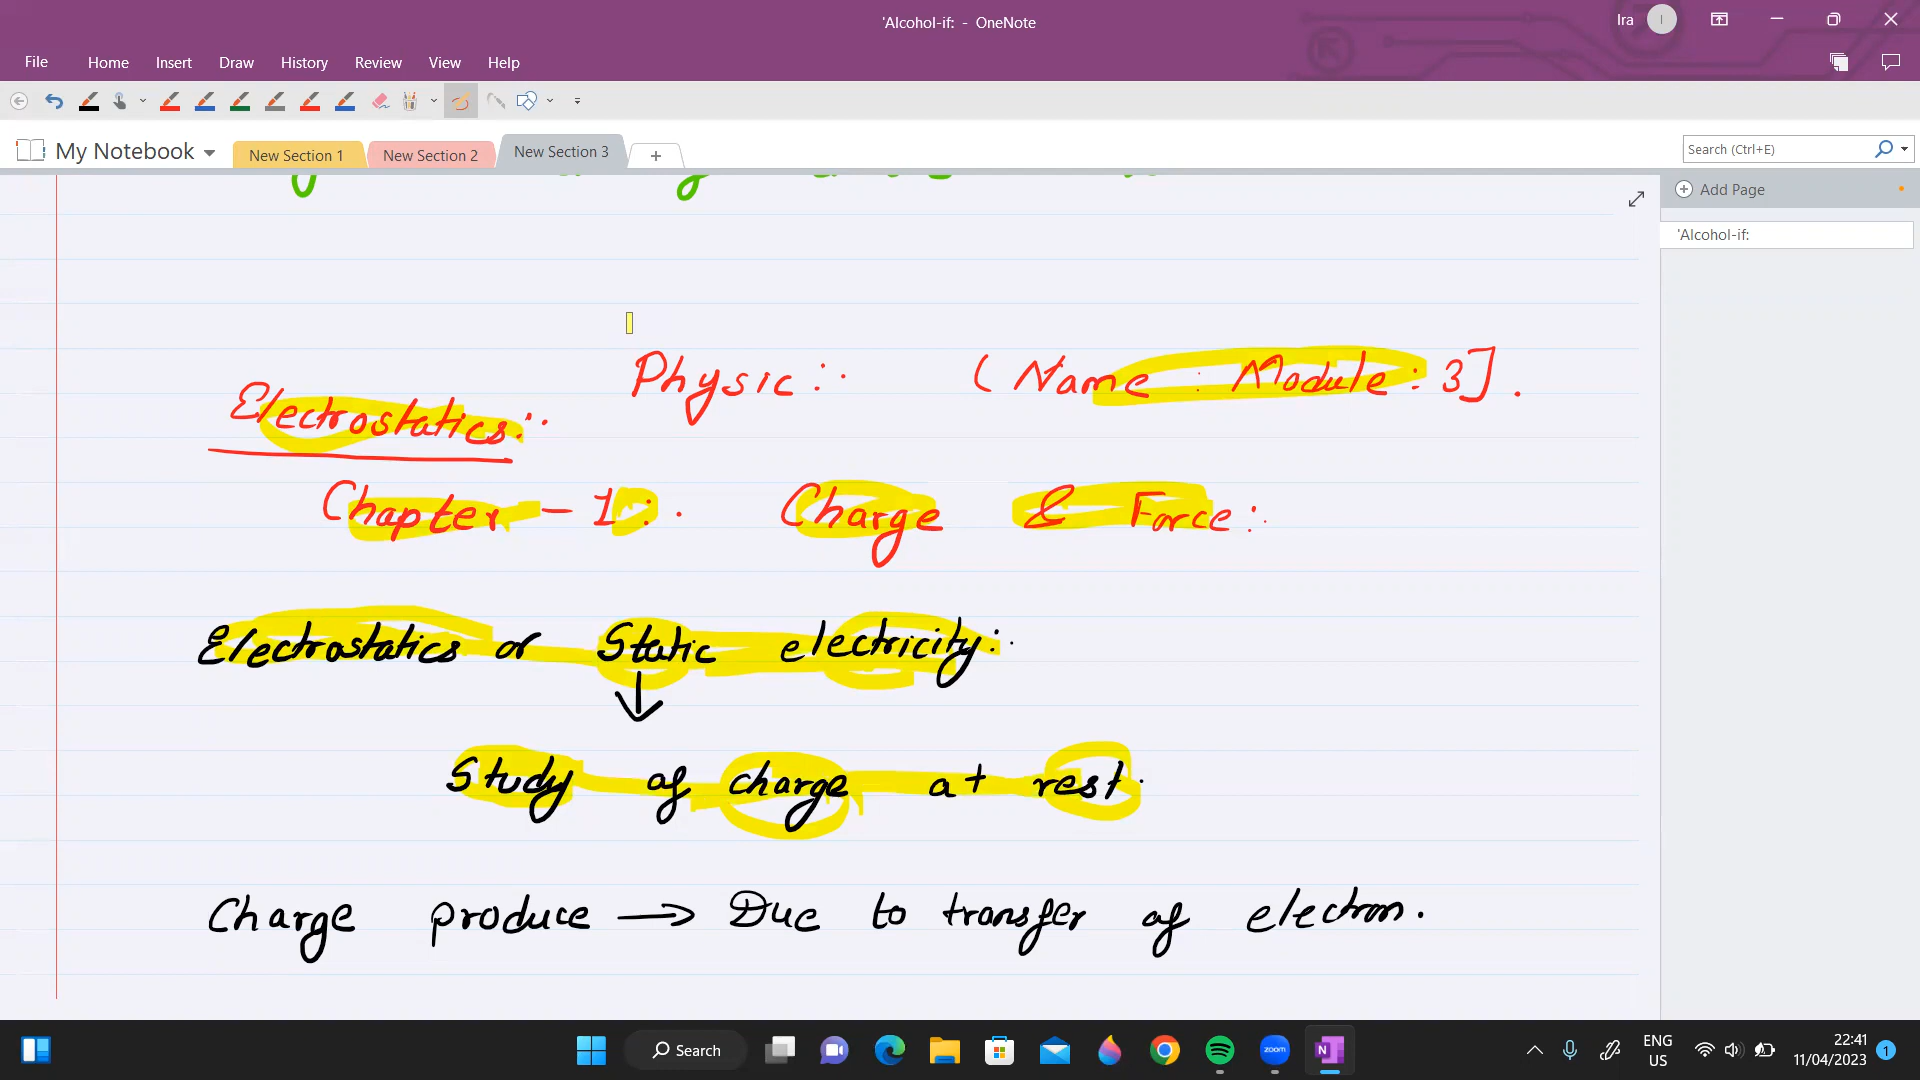 'Alcohol-if: - OneNote
Ira I
File Home Insert Draw History Review View Help
My Notebook New Section 1 New Section 2 New Section 3 +
Search (Ctrl+E)
Add Page
'Alcohol-if:
Physic :- (Name : Module : 3].
Electrostatics :-
Chapter - 1 :- Charge & Force :-
Electrostatics or Static electricity :-
↓
Study of charge at rest.
Charge produce → Due to transfer of electron.
Search
zoom
ENG
US
22:41
11/04/2023
1